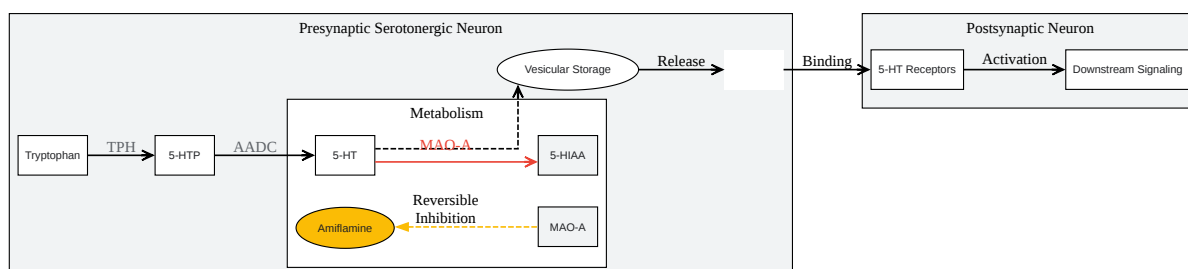 Presynaptic Serotonergic Neuron
Postsynaptic Neuron
Vesicular Storage
Release
Binding
5-HT Receptors
Activation
Downstream Signaling
Metabolism
Tryptophan
TPH
5-HTP
AADC
5-HT
MAO-A
5-HIAA
Amiflamine
Reversible
Inhibition
MAO-A